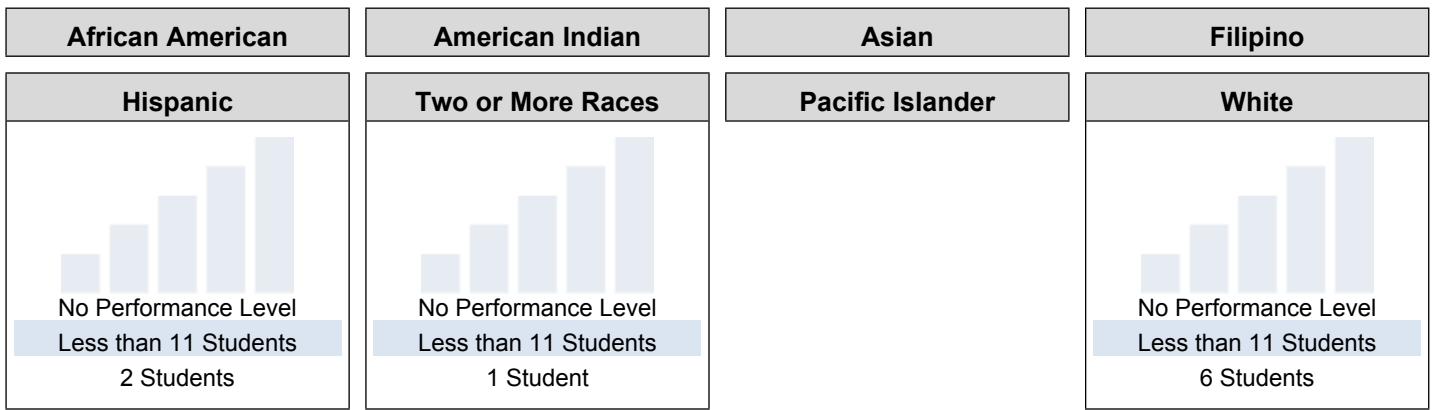 African American
American Indian
Asian
Filipino
Hispanic
Two or More Races
Pacific Islander
White
No Performance Level
Less than 11 Students
2 Students
No Performance Level
Less than 11 Students
1 Student
No Performance Level
Less than 11 Students
6 Students